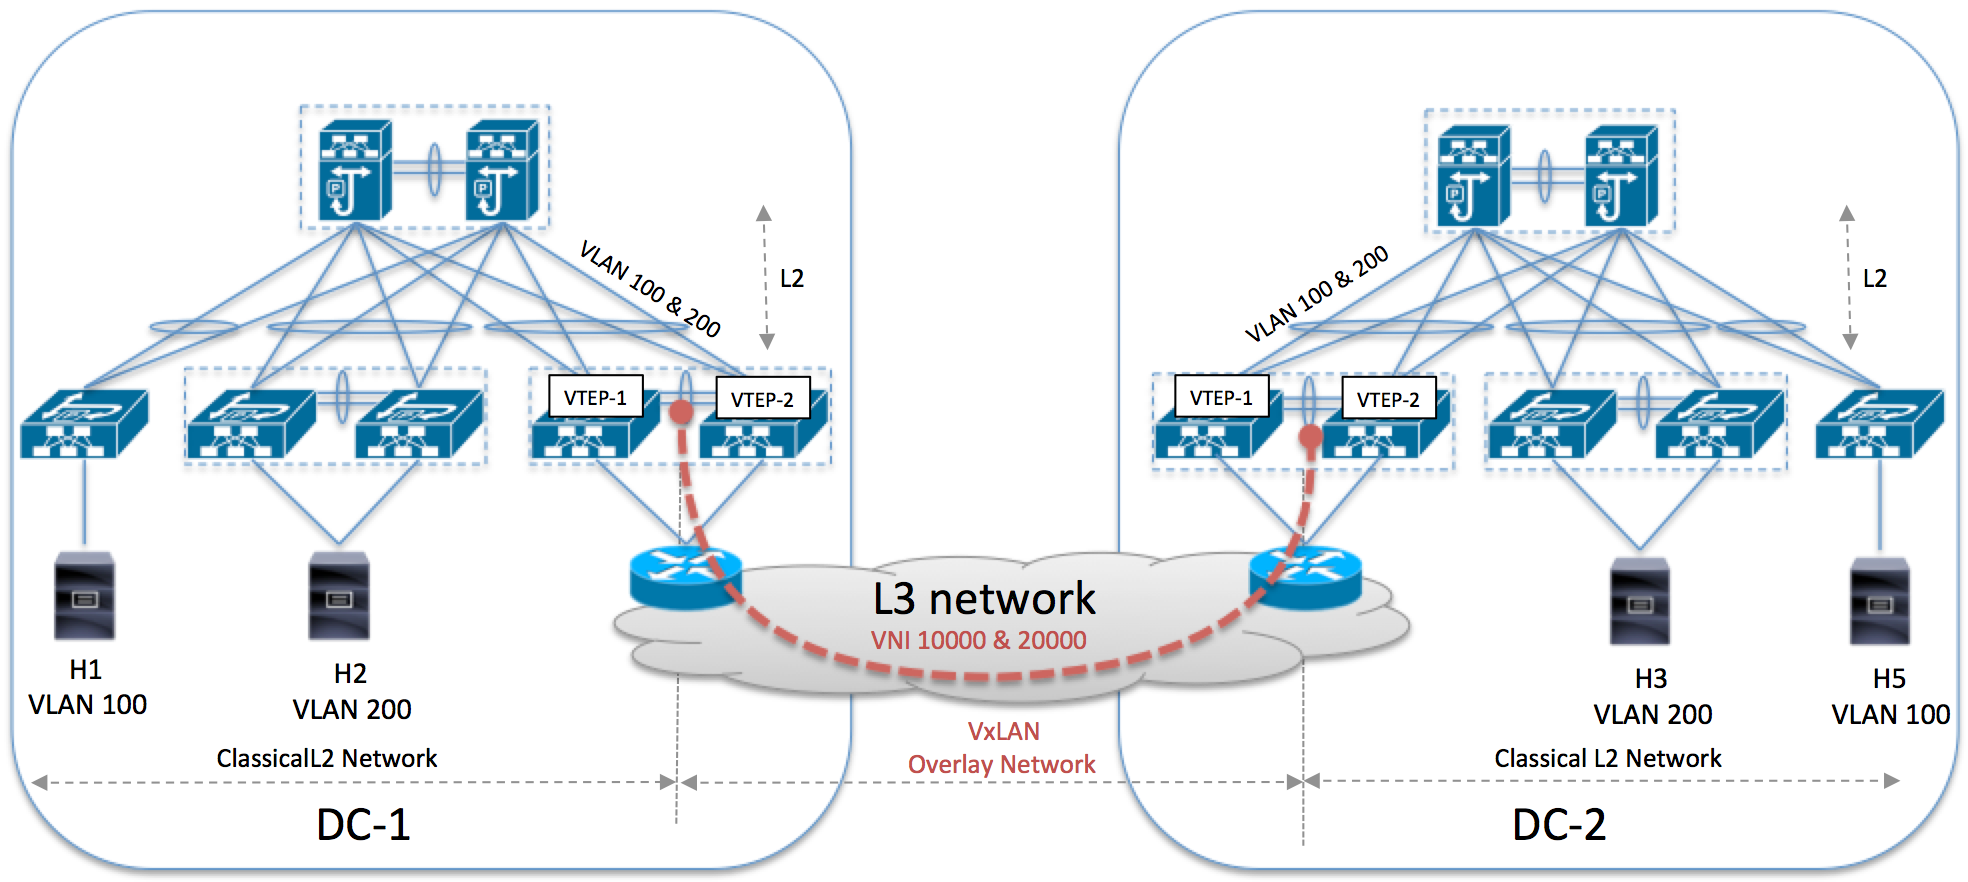 VLAN 100 & 200
L2
VTEP-1
VTEP-2
H1
VLAN 100
H2
VLAN 200
ClassicalL2 Network
DC-1
L3 network
VNI 10000 & 20000
VxLAN
Overlay Network
VLAN 100 & 200
L2
VTEP-1
VTEP-2
H3
VLAN 200
H5
VLAN 100
Classical L2 Network
DC-2
P
P
P
P